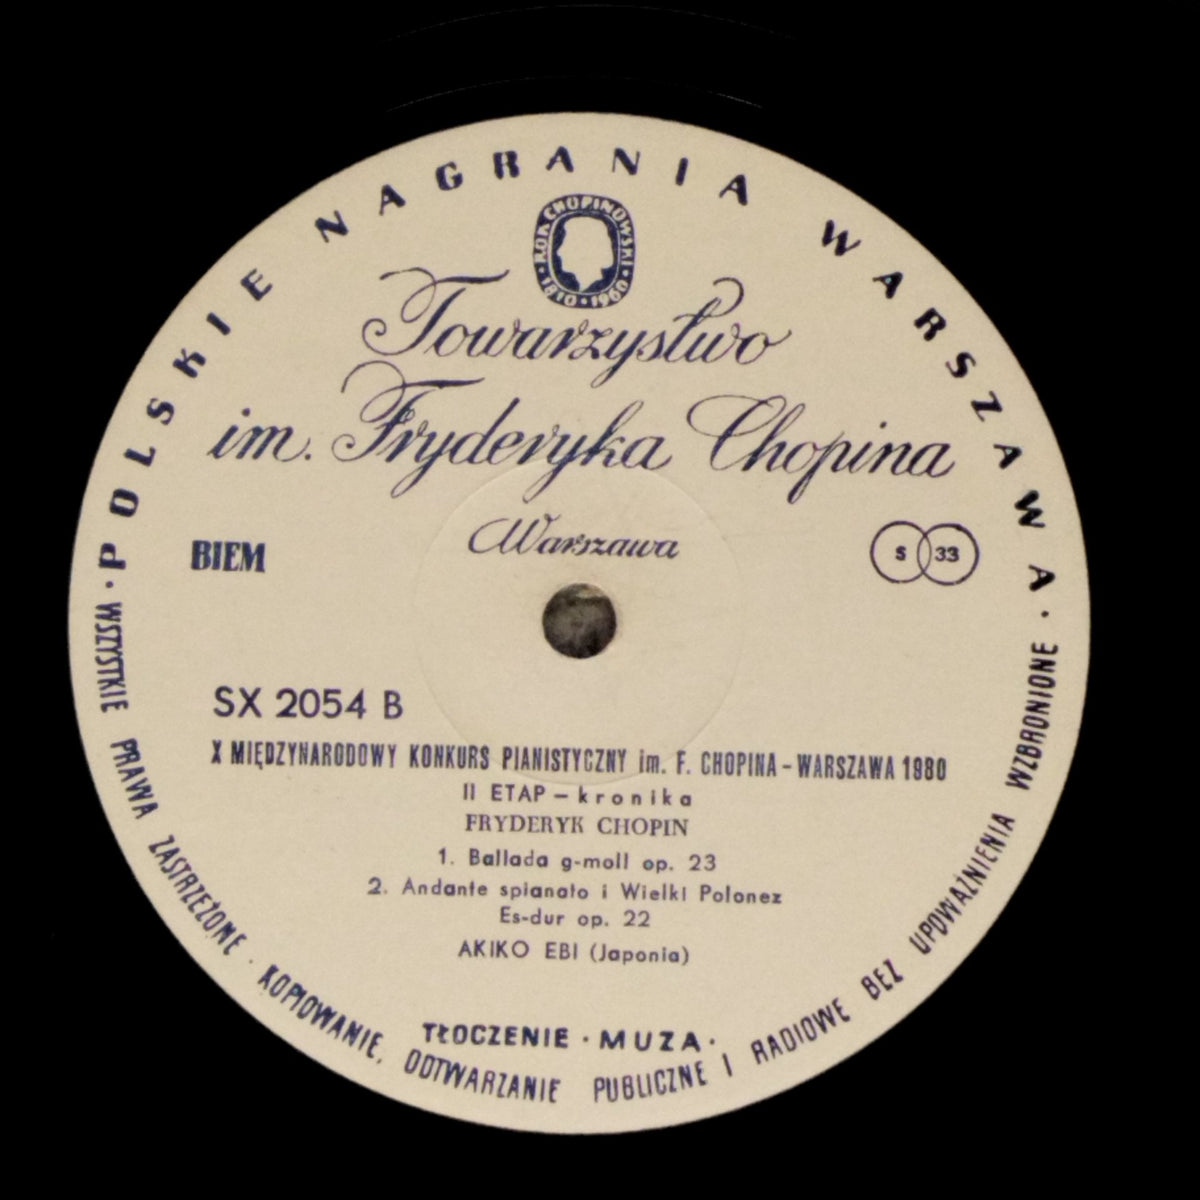 POLSKIE NAGRANIA WARSZAWA ·
ROK CHOPINOWSKI · 1810 · 1960 ·
Towarzystwo
im. Fryderyka Chopina
Warszawa
BIEM
S 33
SX 2054 B
X MIĘDZYNARODOWY KONKURS PIANISTYCZNY im. F. CHOPINA – WARSZAWA 1980
II ETAP – kronika
FRYDERYK CHOPIN
1. Ballada g-moll op. 23
2. Andante spianato i Wielki Polonez
Es-dur op. 22
AKIKO EBI (Japonia)
TŁOCZENIE · MUZA ·
· WSZYSTKIE PRAWA ZASTRZEŻONE · KOPIOWANIE, ODTWARZANIE PUBLICZNE I RADIOWE BEZ UPOWAŻNIENIA WZBRONIONE